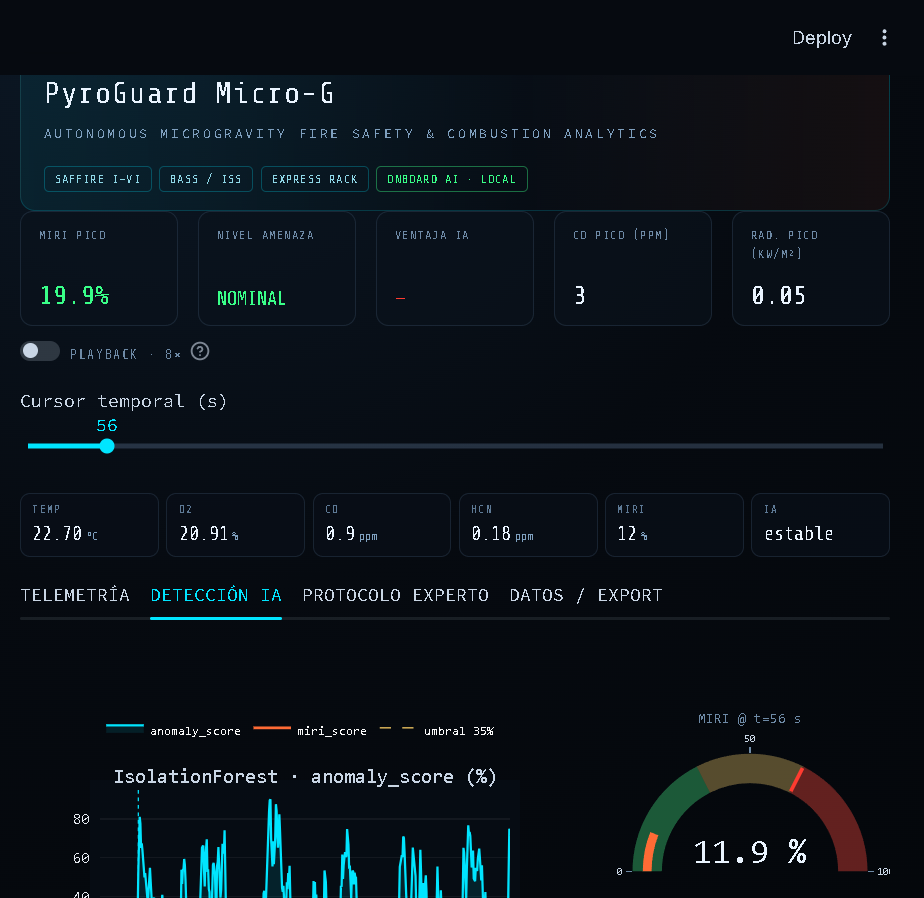 Deploy
PyroGuard Micro-G
AUTONOMOUS MICROGRAVITY FIRE SAFETY & COMBUSTION ANALYTICS
SAFFIRE I-VI BASS / ISS EXPRESS RACK ONBOARD AI · LOCAL
MIRI PICO NIVEL AMENAZA VENTAJA IA CO PICO (PPM) RAD. PICO
(KW/M²)
19.9% NOMINAL — 3 0.05
PLAYBACK · 8× ?
Cursor temporal (s)
56
TEMP O2 CO HCN MIRI IA
22.70 °C 20.91 % 0.9 ppm 0.18 ppm 12 % estable
TELEMETRÍA DETECCIÓN IA PROTOCOLO EXPERTO DATOS / EXPORT
MIRI @ t=56 s
anomaly_score miri_score umbral 35%
50
IsolationForest · anomaly_score (%)
80
60
11.9 %
0
10
40